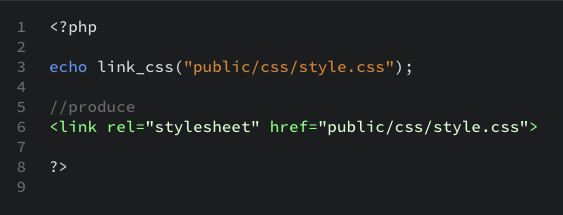 1 <?php
2
3 echo link_css("public/css/style.css");
4
5 //produce
6 <link rel="stylesheet" href="public/css/style.css">
7
8 ?>
9